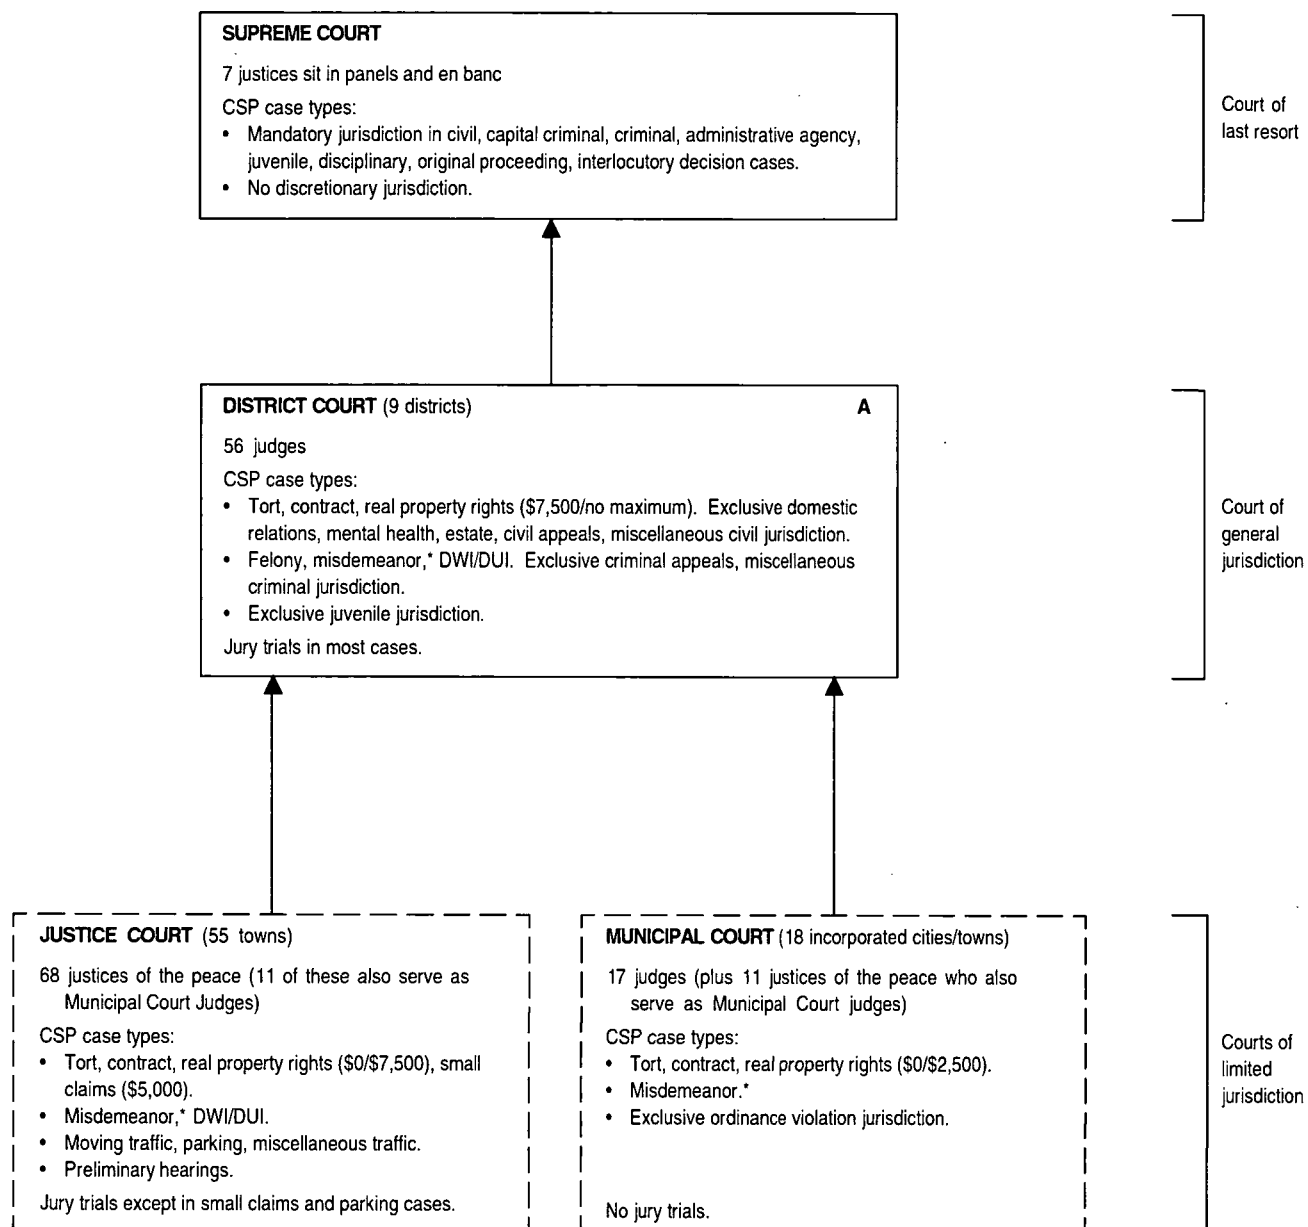 SUPREME COURT
7 justices sit in panels and en banc
CSP case types:
• Mandatory jurisdiction in civil, capital criminal, criminal, administrative agency,
juvenile, disciplinary, original proceeding, interlocutory decision cases.
• No discretionary jurisdiction.
Court of
last resort
DISTRICT COURT (9 districts) A
56 judges
CSP case types:
• Tort, contract, real property rights ($7,500/no maximum). Exclusive domestic
relations, mental health, estate, civil appeals, miscellaneous civil jurisdiction.
• Felony, misdemeanor,* DWI/DUI. Exclusive criminal appeals, miscellaneous
criminal jurisdiction.
• Exclusive juvenile jurisdiction.
Jury trials in most cases.
Court of
general
jurisdiction
JUSTICE COURT (55 towns)
68 justices of the peace (11 of these also serve as
Municipal Court Judges)
CSP case types:
• Tort, contract, real property rights ($0/$7,500), small
claims ($5,000).
• Misdemeanor,* DWI/DUI.
• Moving traffic, parking, miscellaneous traffic.
• Preliminary hearings.
Jury trials except in small claims and parking cases.
MUNICIPAL COURT (18 incorporated cities/towns)
17 judges (plus 11 justices of the peace who also
serve as Municipal Court judges)
CSP case types:
• Tort, contract, real property rights ($0/$2,500).
• Misdemeanor.*
• Exclusive ordinance violation jurisdiction.
No jury trials.
Courts of
limited
jurisdiction